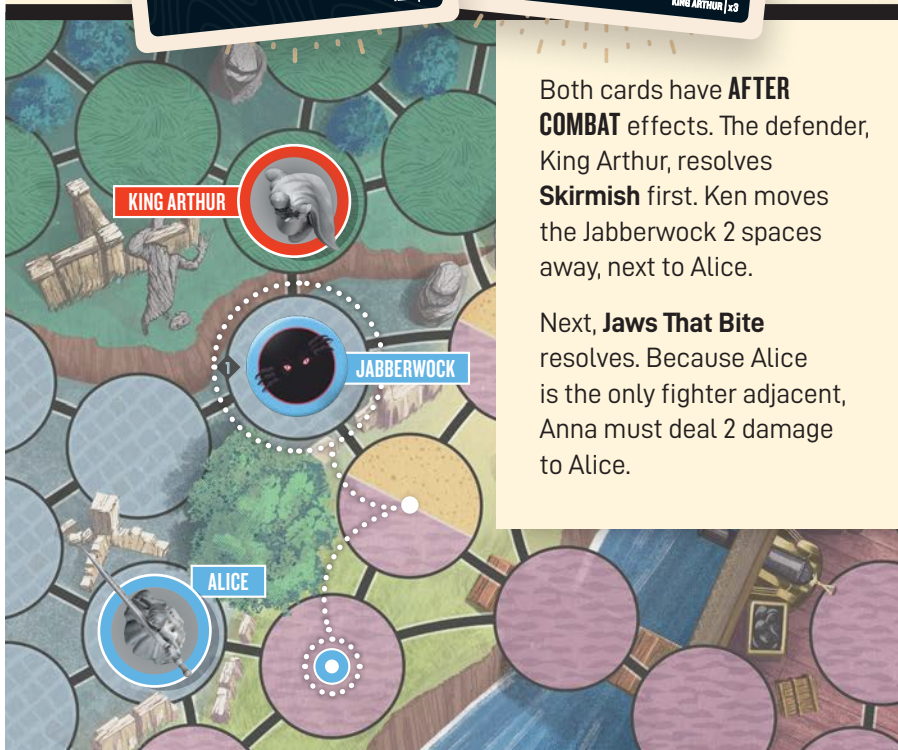 KING ARTHUR | x3
Both cards have AFTER
COMBAT effects. The defender,
King Arthur, resolves
Skirmish first. Ken moves
the Jabberwock 2 spaces
away, next to Alice.
Next, Jaws That Bite
resolves. Because Alice
is the only fighter adjacent,
Anna must deal 2 damage
to Alice.
KING ARTHUR
1
JABBERWOCK
ALICE